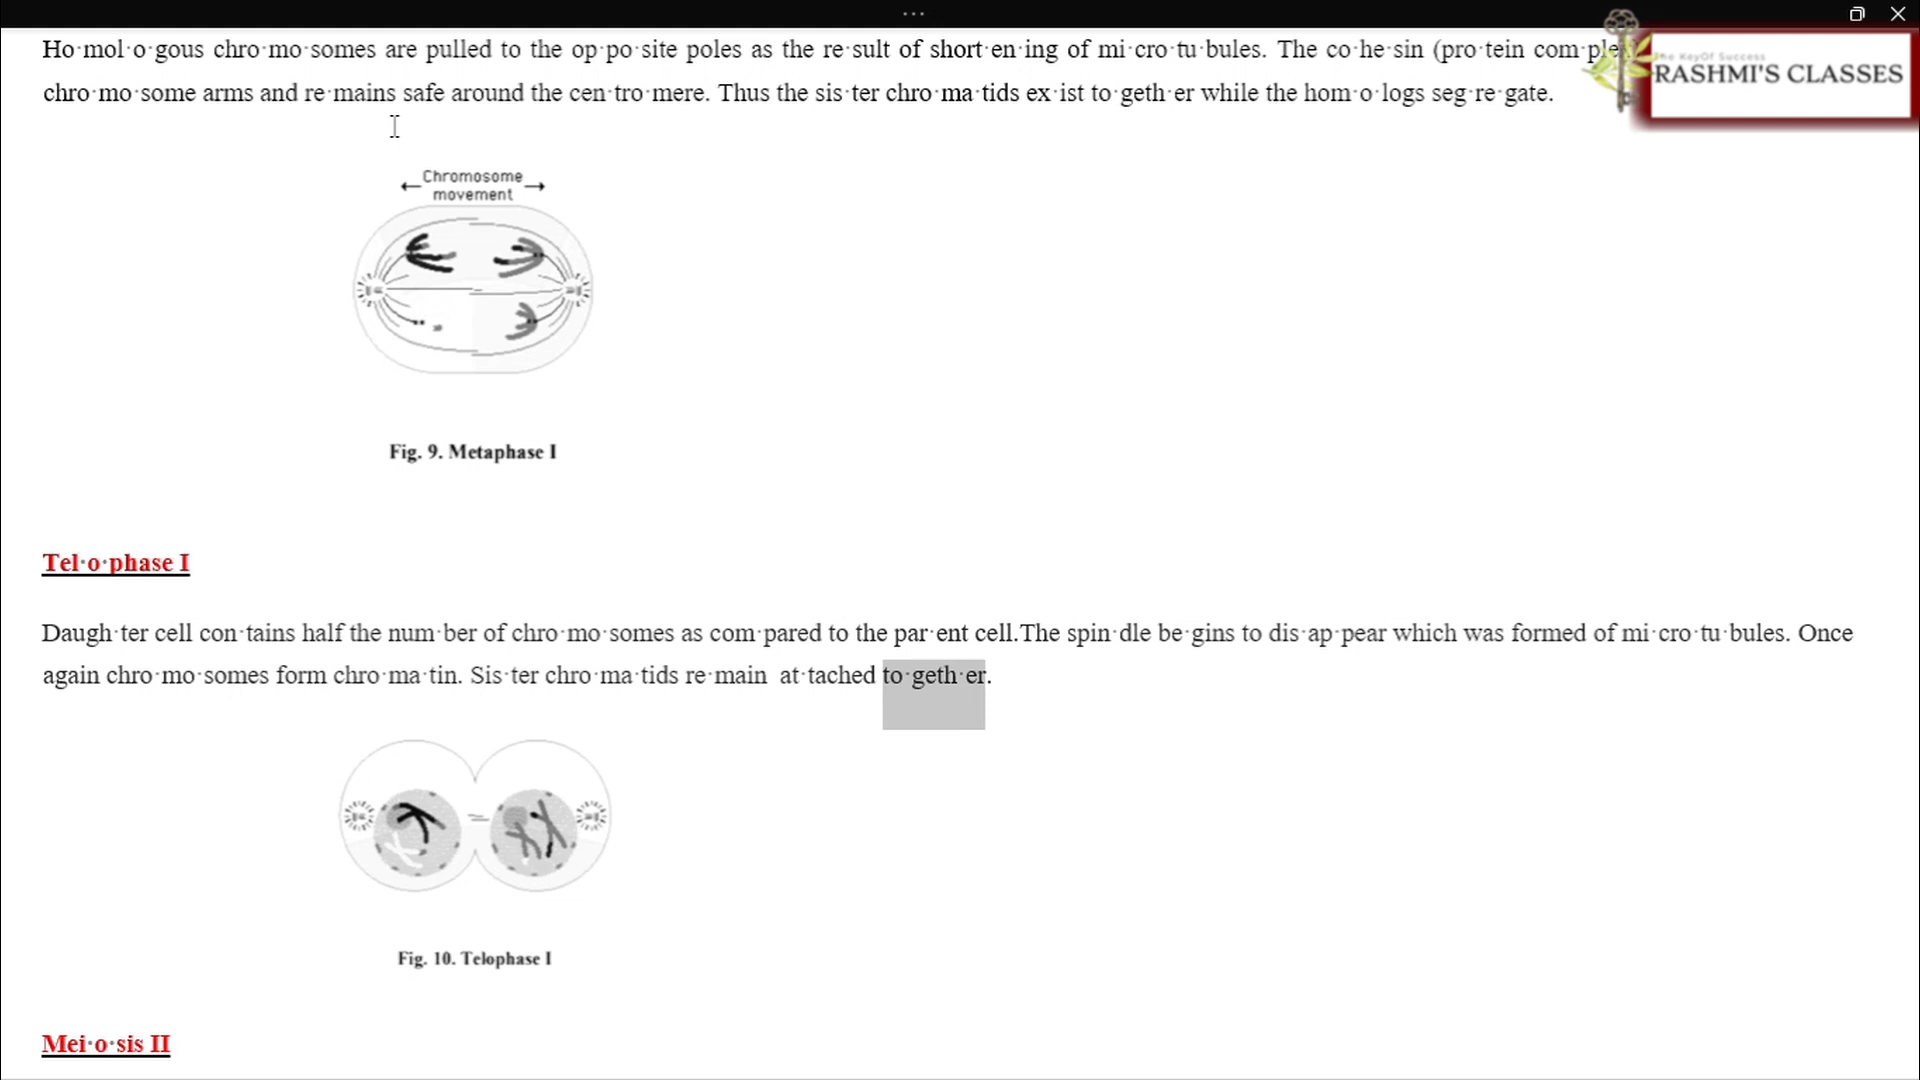 Ho·mol·o·gous chro·mo·somes are pulled to the op·po·site poles as the re·sult of short·en·ing of mi·cro·tu·bules. The co·he·sin (pro·tein
The KeyOf Success
RASHMI'S CLASSES
chro·mo·some arms and re·mains safe around the cen·tro·mere. Thus the sis·ter chro·ma·tids ex·ist to·geth·er while the hom·o·logs seg·re·gate.
Chromosome
movement
Fig. 9. Metaphase I
Tel·o·phase I
Daugh·ter cell con·tains half the num·ber of chro·mo·somes as com·pared to the par·ent cell.The spin·dle be·gins to dis·ap·pear which was formed of mi·cro·tu·bules. Once
again chro·mo·somes form chro·ma·tin. Sis·ter chro·ma·tids re·main at·tached to·geth·er.
Fig. 10. Telophase I
Mei·o·sis II